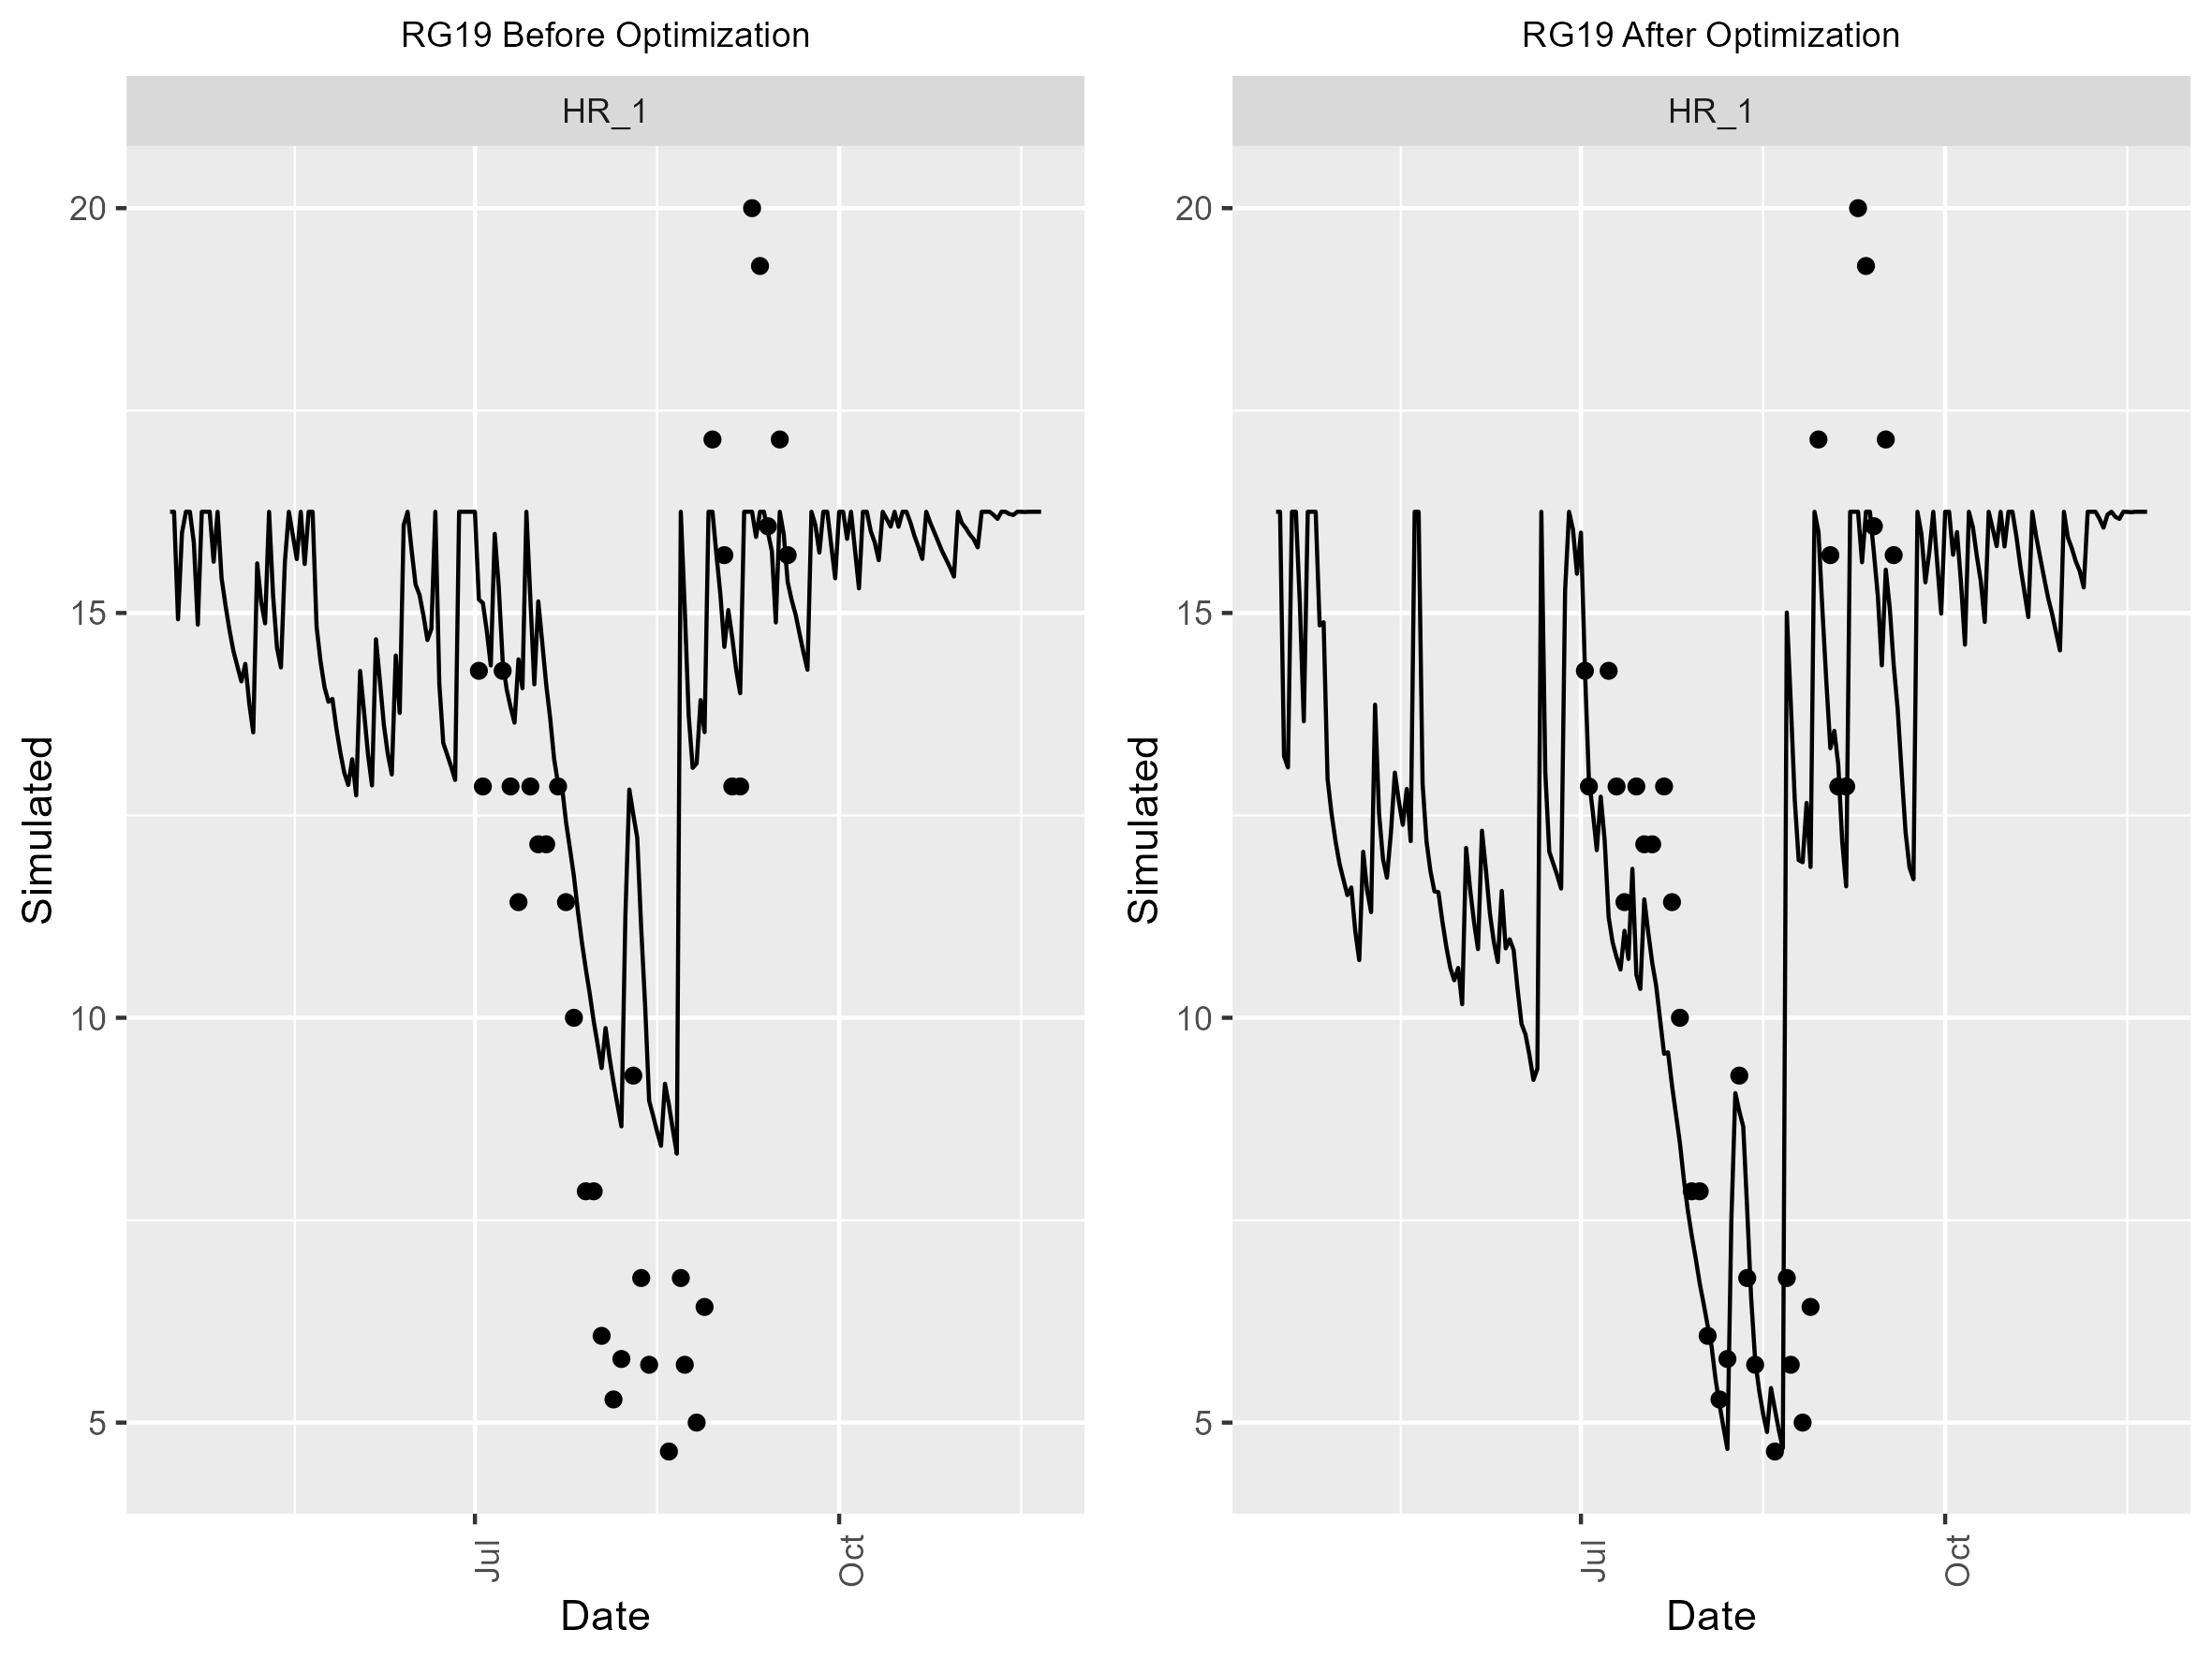 RG19 Before Optimization
HR_1
20
15
10
5
Simulated
Jul
Oct
Date
RG19 After Optimization
HR_1
20
15
10
5
Simulated
Jul
Oct
Date